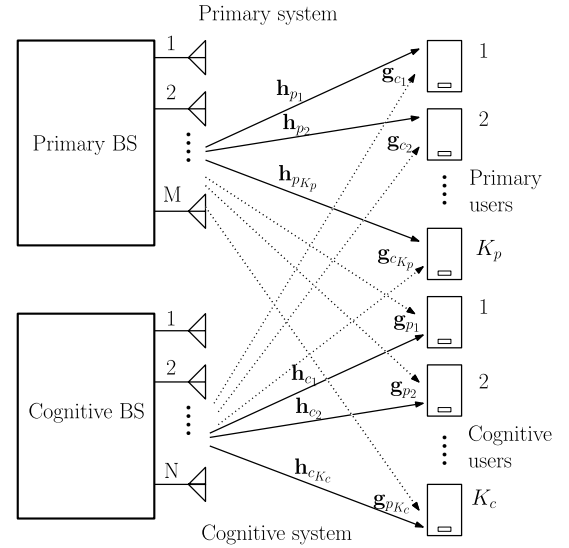 Primary system
1
2
M
Primary BS
h_{p_1}
h_{p_2}
h_{p_{K_p}}
g_{c_1}
g_{c_2}
g_{c_{K_p}}
1
2
Primary
users
K_p
1
2
N
Cognitive BS
h_{c_1}
h_{c_2}
h_{c_{K_c}}
g_{p_1}
g_{p_2}
g_{p_{K_c}}
1
2
Cognitive
users
K_c
Cognitive system